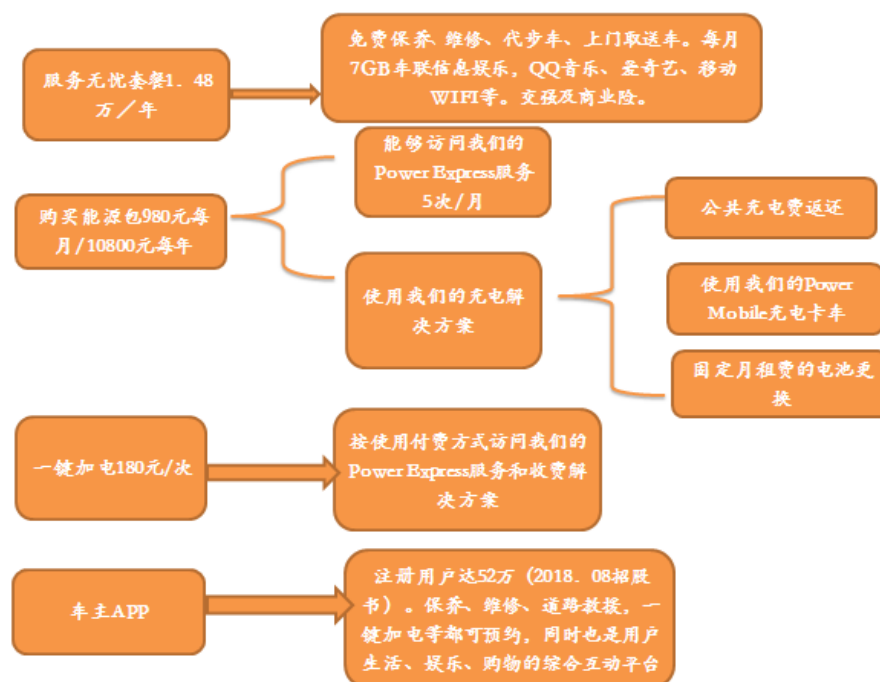 服务无忧套餐1．48
万／年
免费保养、维修、代步车、上门取送车。每月
7GB车联信息娱乐，QQ音乐、爱奇艺、移动
WIFI等。交强及商业险。
购买能源包980元每
月/10800元每年
能够访问我们的
Power Express服务
5次/月
使用我们的充电解
决方案
公共充电费返还
使用我们的Power
Mobile充电卡车
固定月租费的电池更
换
一键加电180元/次
按使用付费方式访问我们的
Power Express服务和收费解
决方案
车主APP
注册用户达52万（2018．08招股
书）。保养、维修、道路救援，一
键加电等都可预约，同时也是用户
生活、娱乐、购物的综合互动平台